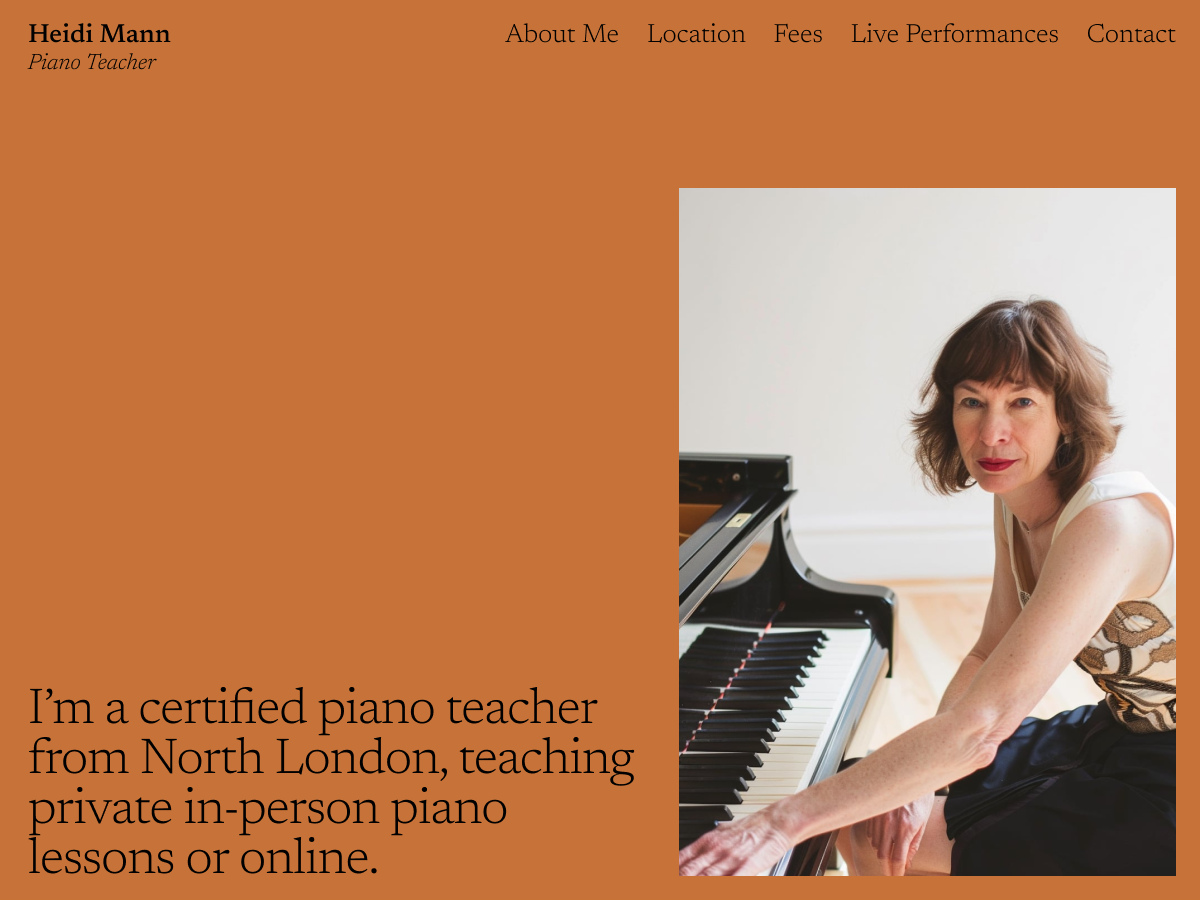 Heidi Mann
Piano Teacher
About Me
Location
Fees
Live Performances
Contact
I’m a certified piano teacher
from North London, teaching
private in-person piano
lessons or online.